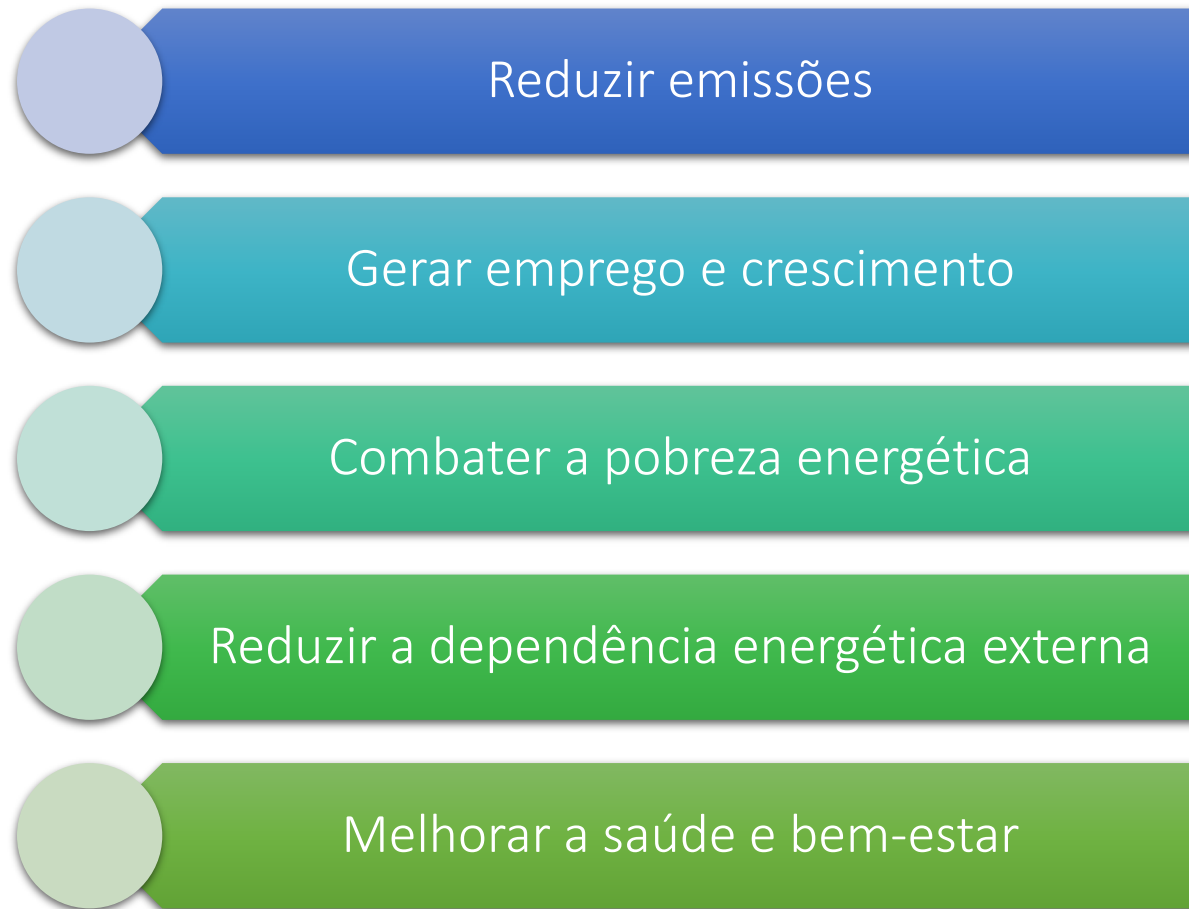 Reduzir emissões
Gerar emprego e crescimento
Combater a pobreza energética
Reduzir a dependência energética externa
Melhorar a saúde e bem-estar